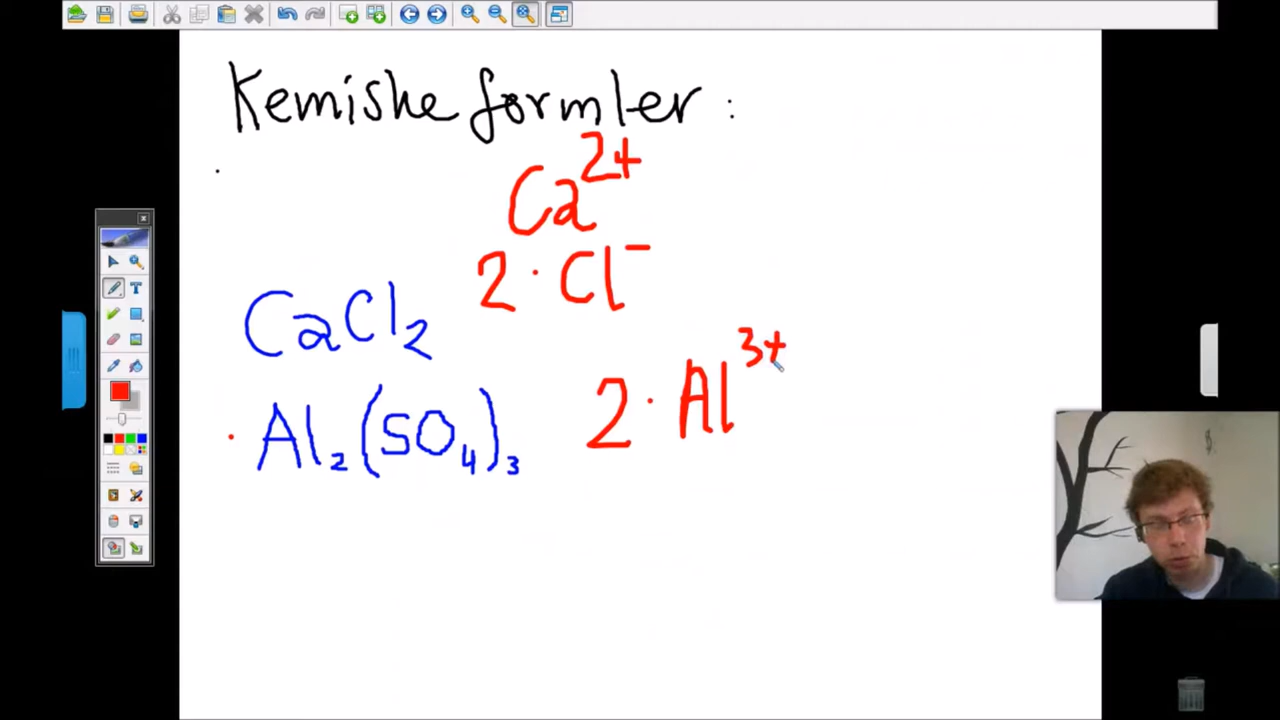 Kemiske formler :
Ca²⁺
2 · Cl⁻
CaCl₂
Al₂(SO₄)₃
2 · Al³⁺